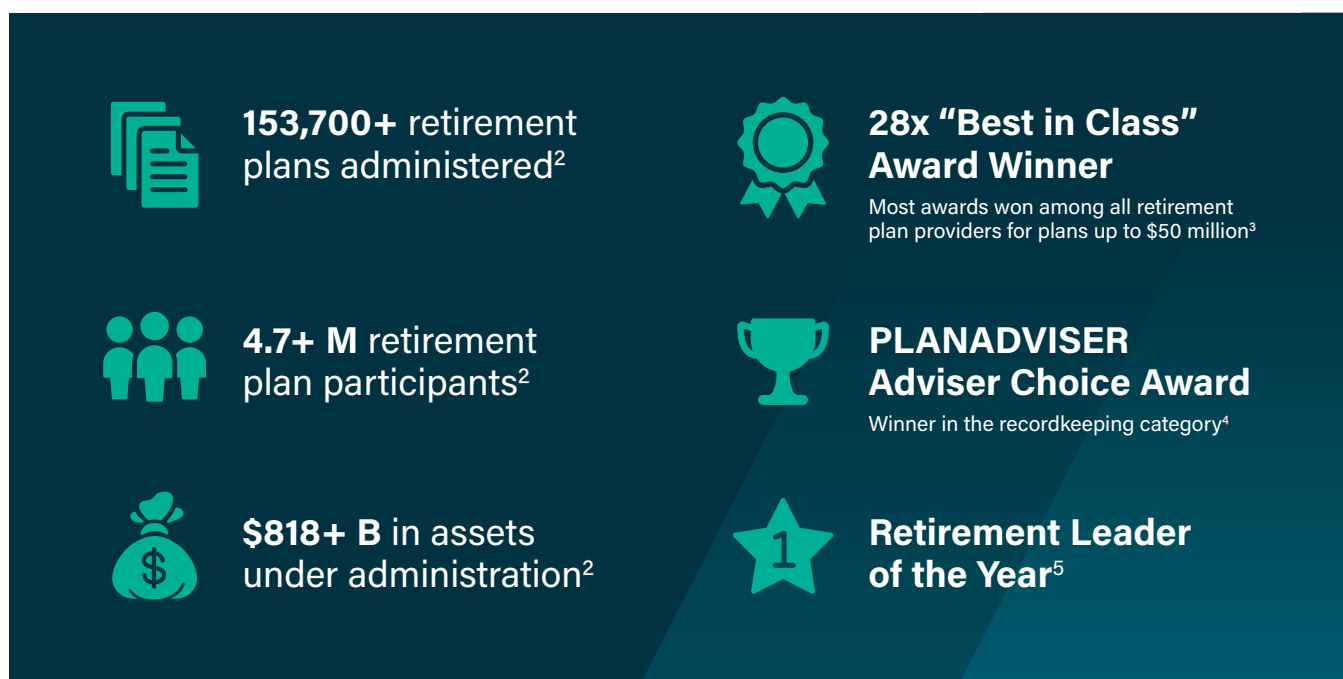 153,700+ retirement
plans administered²
4.7+ M retirement
plan participants²
$
$818+ B in assets
under administration²
28x “Best in Class”
Award Winner
Most awards won among all retirement
plan providers for plans up to $50 million³
PLANADVISER
Adviser Choice Award
Winner in the recordkeeping category⁴
1
Retirement Leader
of the Year⁵